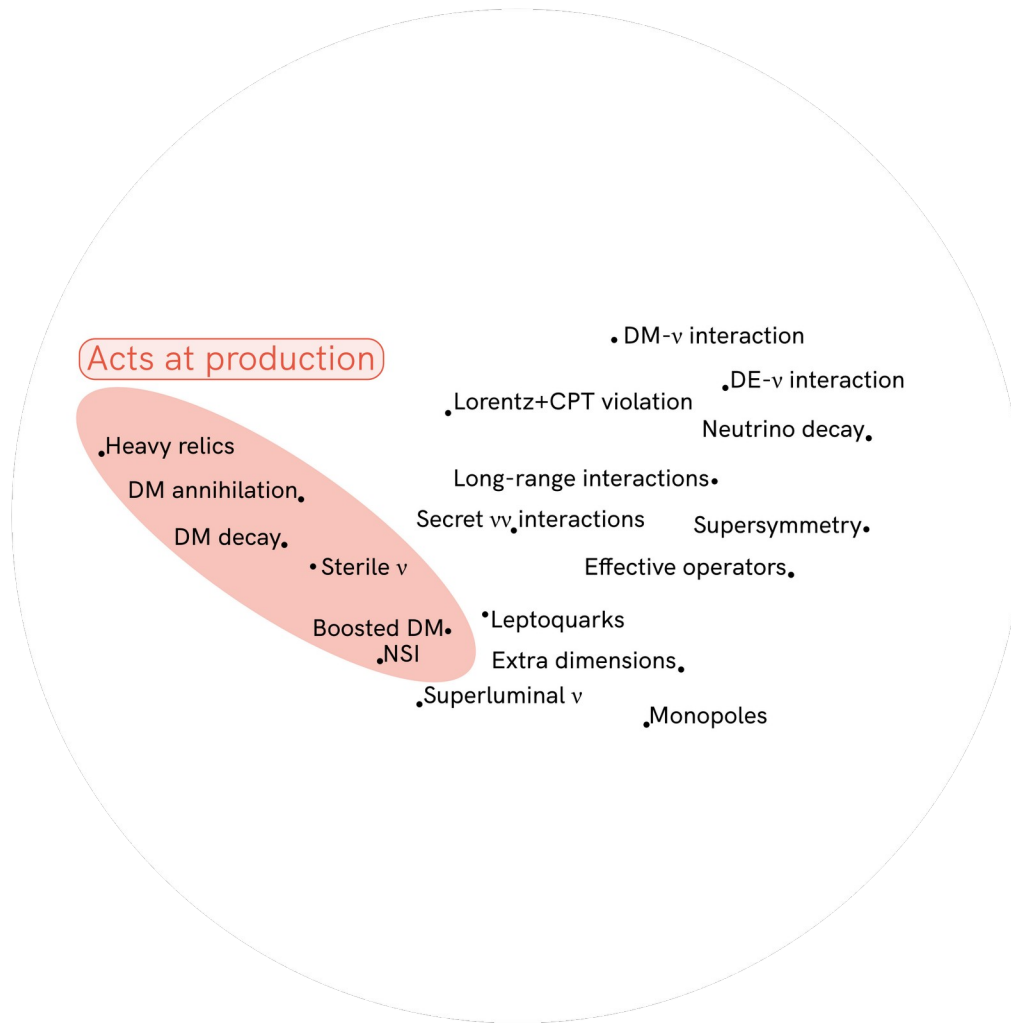 DM-ν interaction
Acts at production
DE-ν interaction
Lorentz+CPT violation
Neutrino decay
Heavy relics
Long-range interactions
DM annihilation
Secret νν interactions
Supersymmetry
DM decay
Sterile ν
Effective operators
Leptoquarks
Boosted DM
NSI
Extra dimensions
Superluminal ν
Monopoles